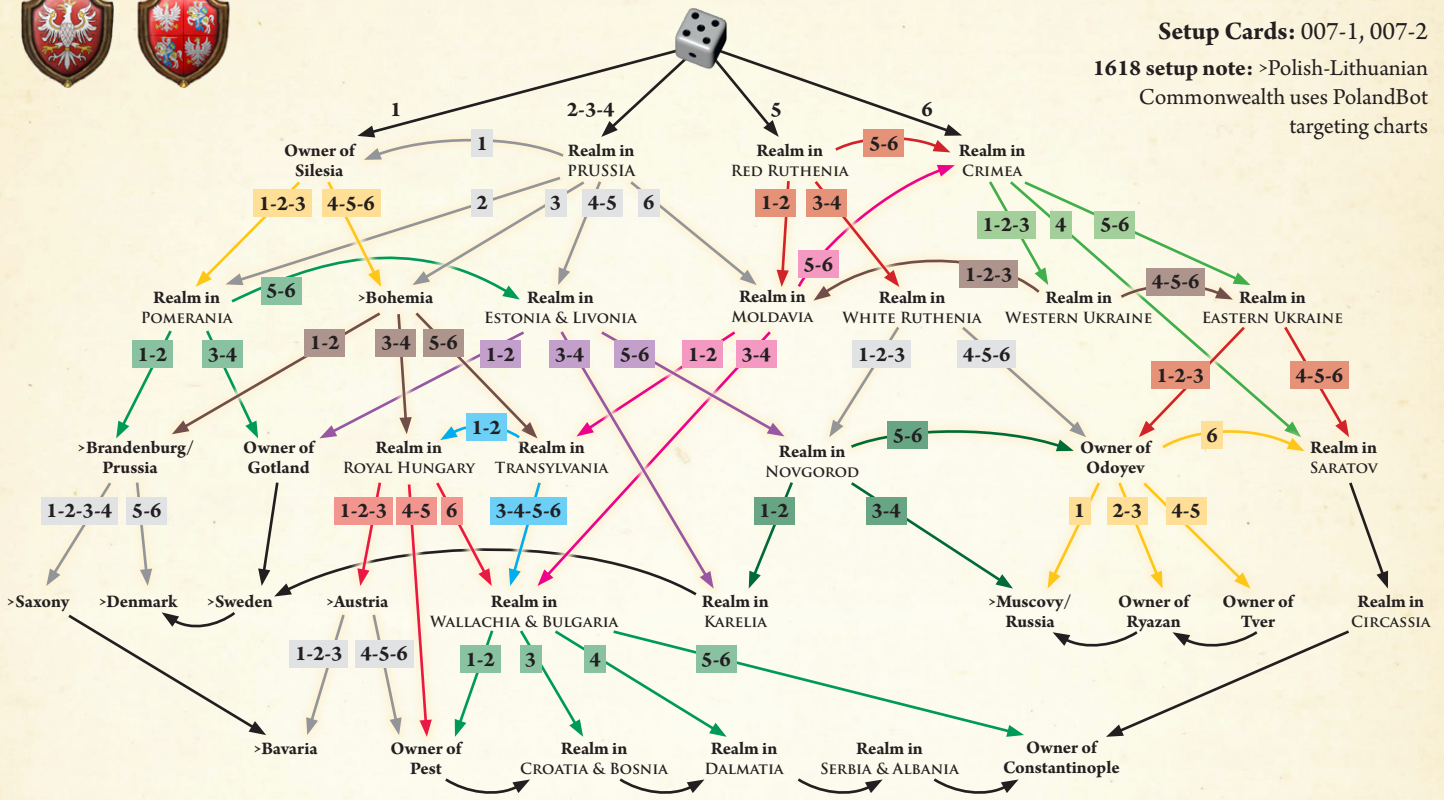 Setup Cards: 007-1, 007-2
1618 setup note: >Polish-Lithuanian
Commonwealth uses PolandBot
targeting charts
1
2-3-4
5
6
Owner of
Silesia
1
Realm in
PRUSSIA
Realm in
RED RUTHENIA
5-6
Realm in
CRIMEA
1-2-3
4-5-6
2
3
4-5
6
1-2
3-4
1-2-3
4
5-6
5-6
5-6
1-2-3
4-5-6
Realm in
POMERANIA
>Bohemia
Realm in
ESTONIA & LIVONIA
Realm in
MOLDAVIA
Realm in
WHITE RUTHENIA
Realm in
WESTERN UKRAINE
Realm in
EASTERN UKRAINE
1-2
3-4
1-2
3-4
5-6
1-2
3-4
5-6
1-2
3-4
1-2-3
4-5-6
1-2-3
4-5-6
>Brandenburg/
Prussia
Owner of
Gotland
Realm in
ROYAL HUNGARY
1-2
Realm in
TRANSYLVANIA
Realm in
NOVGOROD
5-6
Owner of
Odoyev
6
Realm in
SARATOV
1-2-3-4
5-6
1-2-3
4-5
6
3-4-5-6
1-2
3-4
1
2-3
4-5
>Saxony
>Denmark
>Sweden
>Austria
Realm in
WALLACHIA & BULGARIA
Realm in
KARELIA
>Muscovy/
Russia
Owner of
Ryazan
Owner of
Tver
Realm in
CIRCASSIA
1-2-3
4-5-6
1-2
3
4
5-6
>Bavaria
Owner of
Pest
Realm in
CROATIA & BOSNIA
Realm in
DALMATIA
Realm in
SERBIA & ALBANIA
Owner of
Constantinople